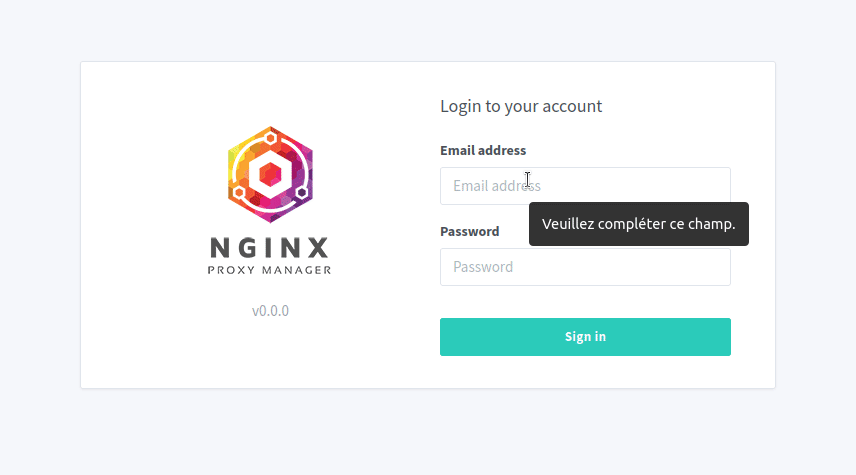 NGINX
PROXY MANAGER
v0.0.0
Login to your account
Email address
Email address
Veuillez compléter ce champ.
Password
Password
Sign in